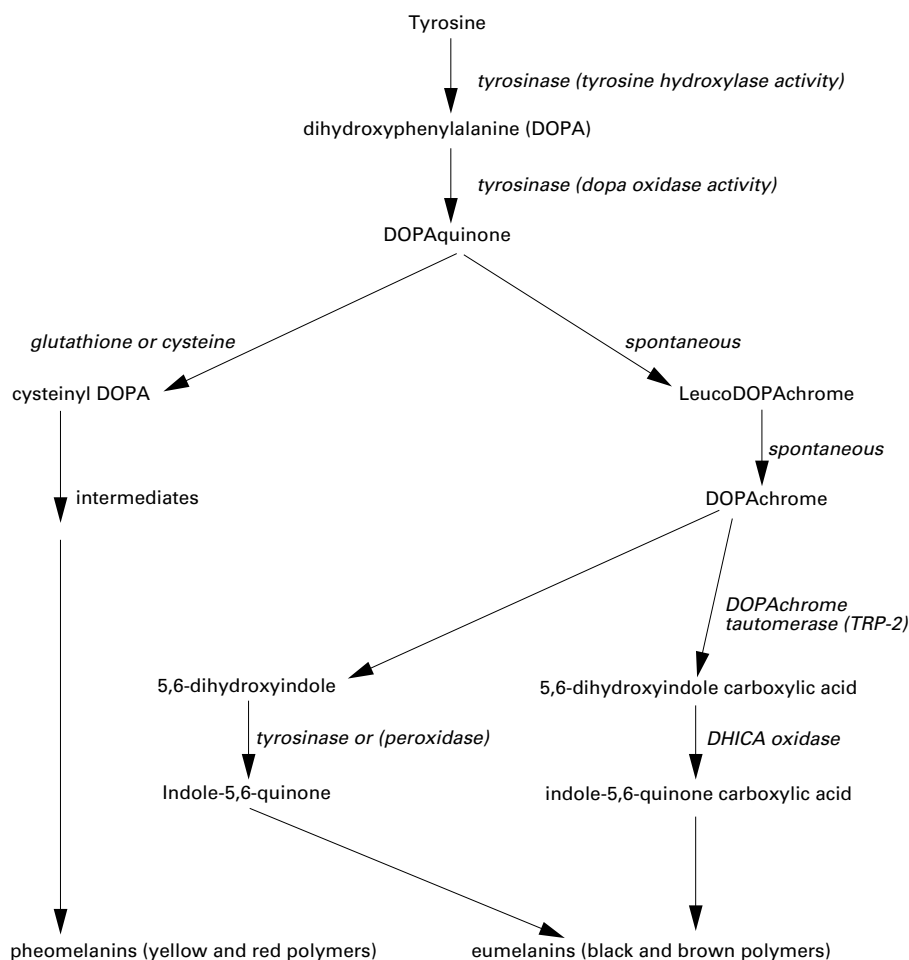 Tyrosine
tyrosinase (tyrosine hydroxylase activity)
dihydroxyphenylalanine (DOPA)
tyrosinase (dopa oxidase activity)
DOPAquinone
glutathione or cysteine
spontaneous
cysteinyl DOPA
LeucoDOPAchrome
spontaneous
intermediates
DOPAchrome
DOPAchrome
tautomerase (TRP-2)
5,6-dihydroxyindole
5,6-dihydroxyindole carboxylic acid
tyrosinase or (peroxidase)
DHICA oxidase
Indole-5,6-quinone
indole-5,6-quinone carboxylic acid
pheomelanins (yellow and red polymers)
eumelanins (black and brown polymers)